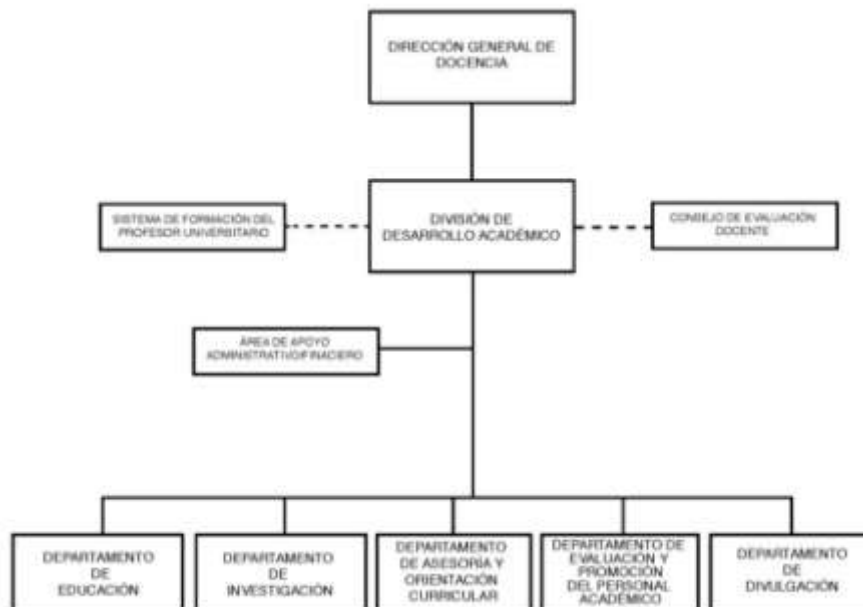 DIRECCIÓN GENERAL DE
DOCENCIA
SISTEMA DE FORMACIÓN DEL
PROFESOR UNIVERSITARIO
DIVISIÓN DE
DESARROLLO ACADÉMICO
CONSEJO DE EVALUACIÓN
DOCENTE
ÁREA DE APOYO
ADMINISTRATIVO/FINACIERO
DEPARTAMENTO
DE
EDUCACIÓN
DEPARTAMENTO
DE
INVESTIGACIÓN
DEPARTAMENTO
DE ASESORÍA Y
ORIENTACIÓN
CURRICULAR
DEPARTAMENTO DE
EVALUACIÓN Y
PROMOCIÓN
DEL PERSONAL
ACADÉMICO
DEPARTAMENTO
DE
DIVULGACIÓN